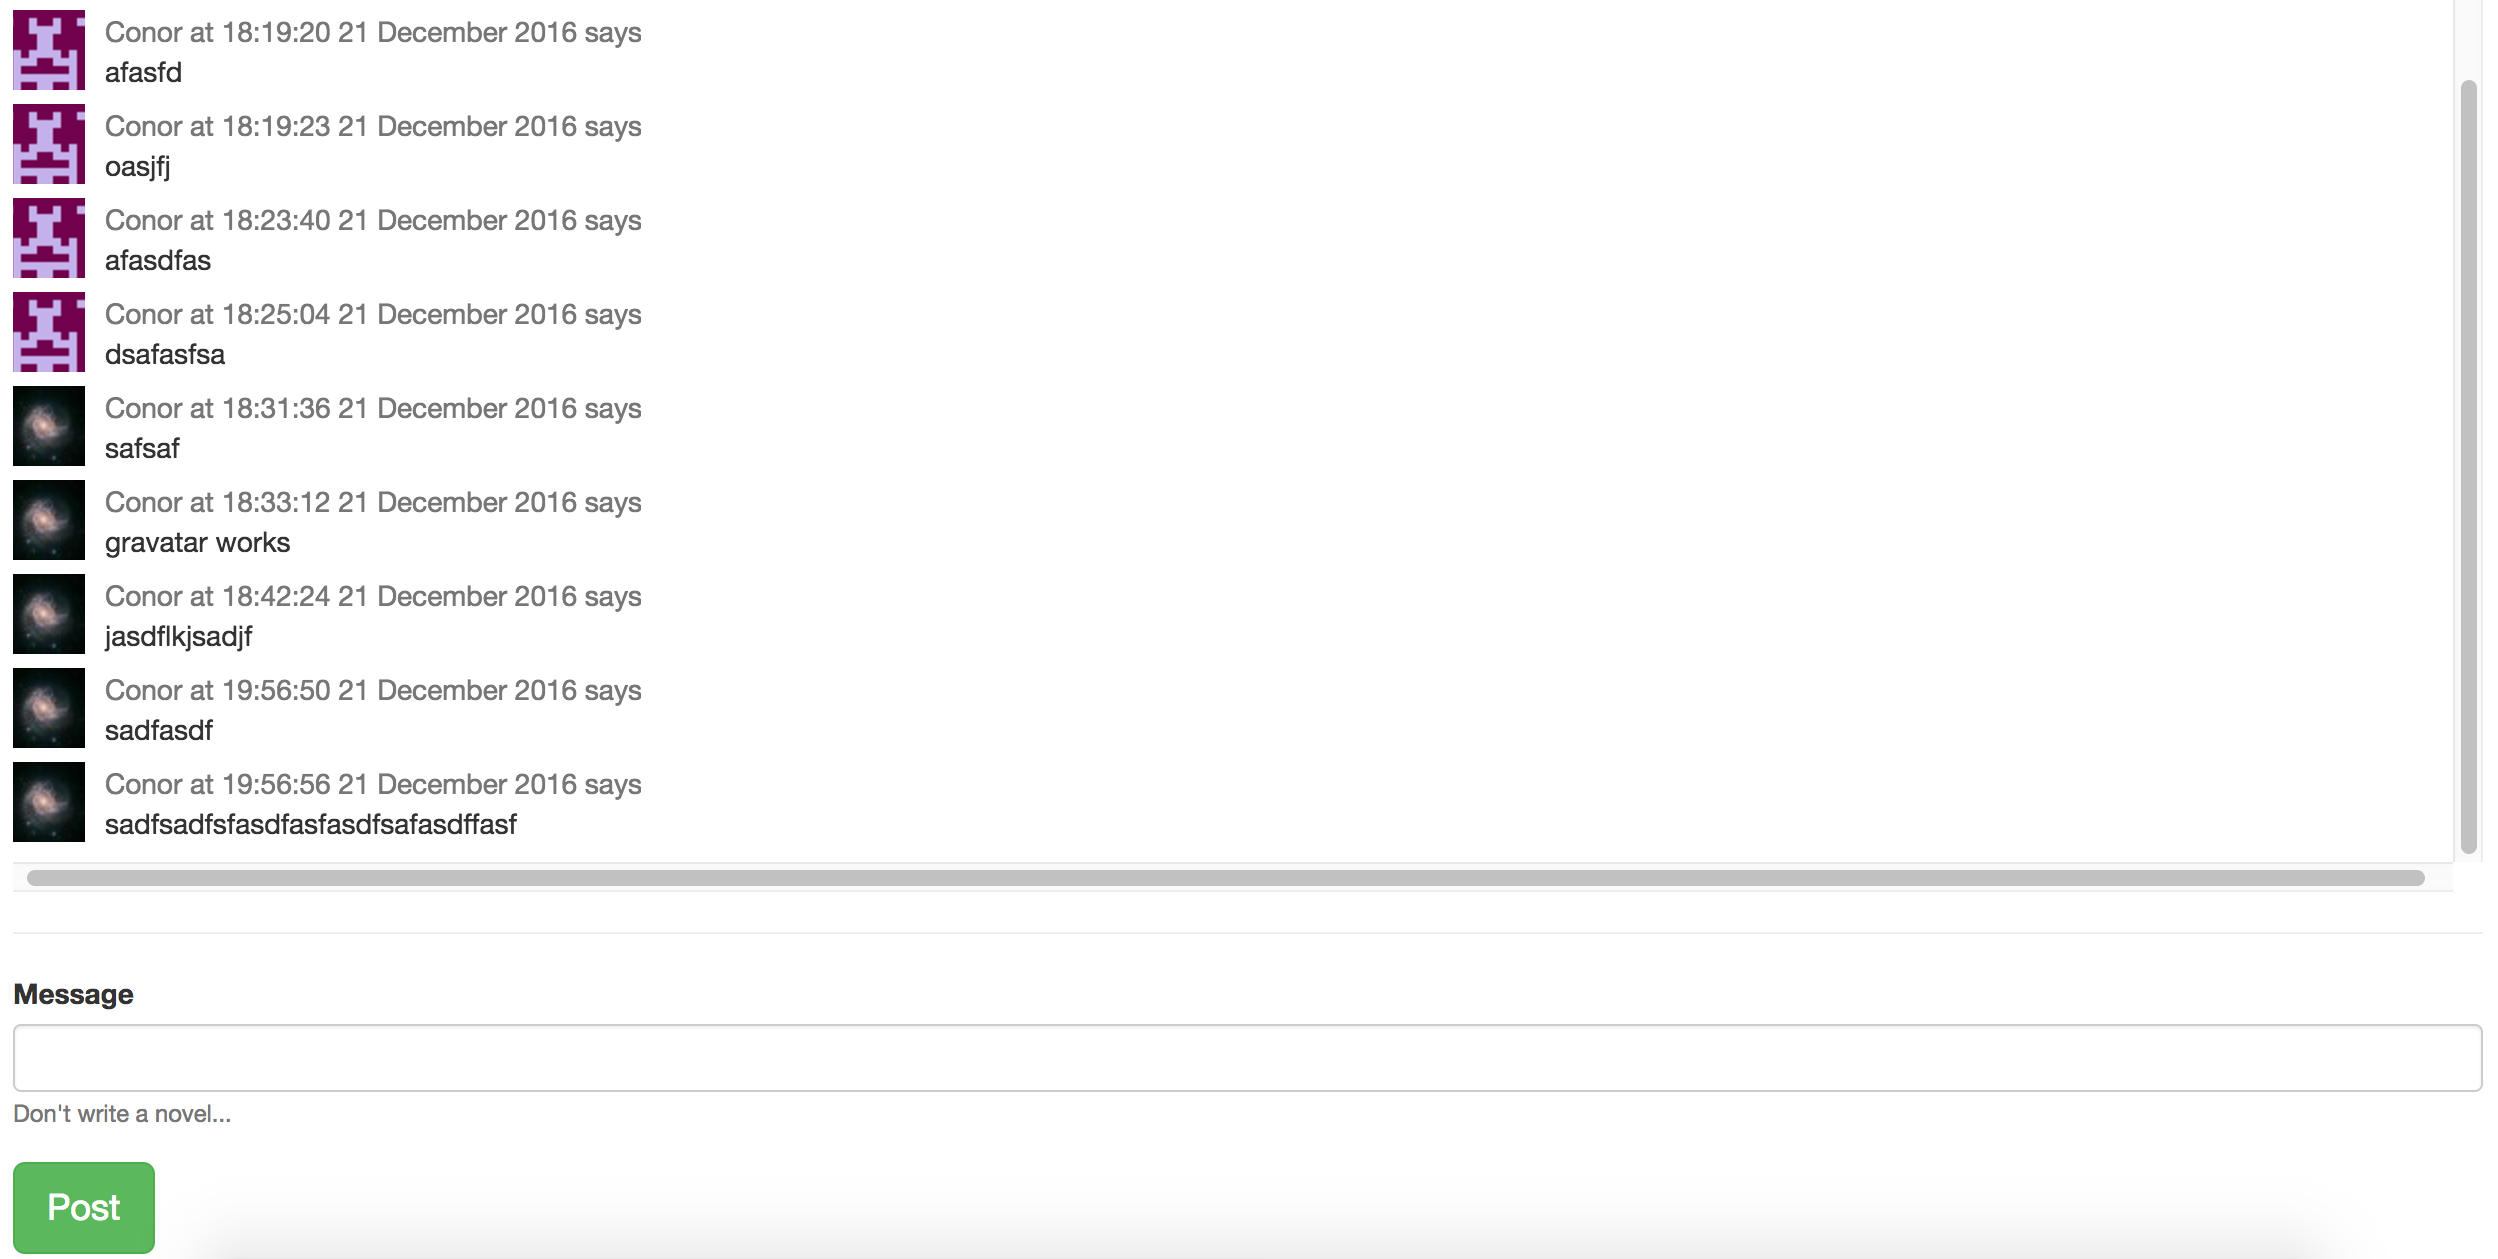 Conor at 18:19:20 21 December 2016 says
afasfd
Conor at 18:19:23 21 December 2016 says
oasjfj
Conor at 18:23:40 21 December 2016 says
afasdfas
Conor at 18:25:04 21 December 2016 says
dsafasfsa
Conor at 18:31:36 21 December 2016 says
safsaf
Conor at 18:33:12 21 December 2016 says
gravatar works
Conor at 18:42:24 21 December 2016 says
jasdflkjsadjf
Conor at 19:56:50 21 December 2016 says
sadfasdf
Conor at 19:56:56 21 December 2016 says
sadfsadfsfasdfasfasdfsafasdffasf
Message
Don't write a novel...
Post